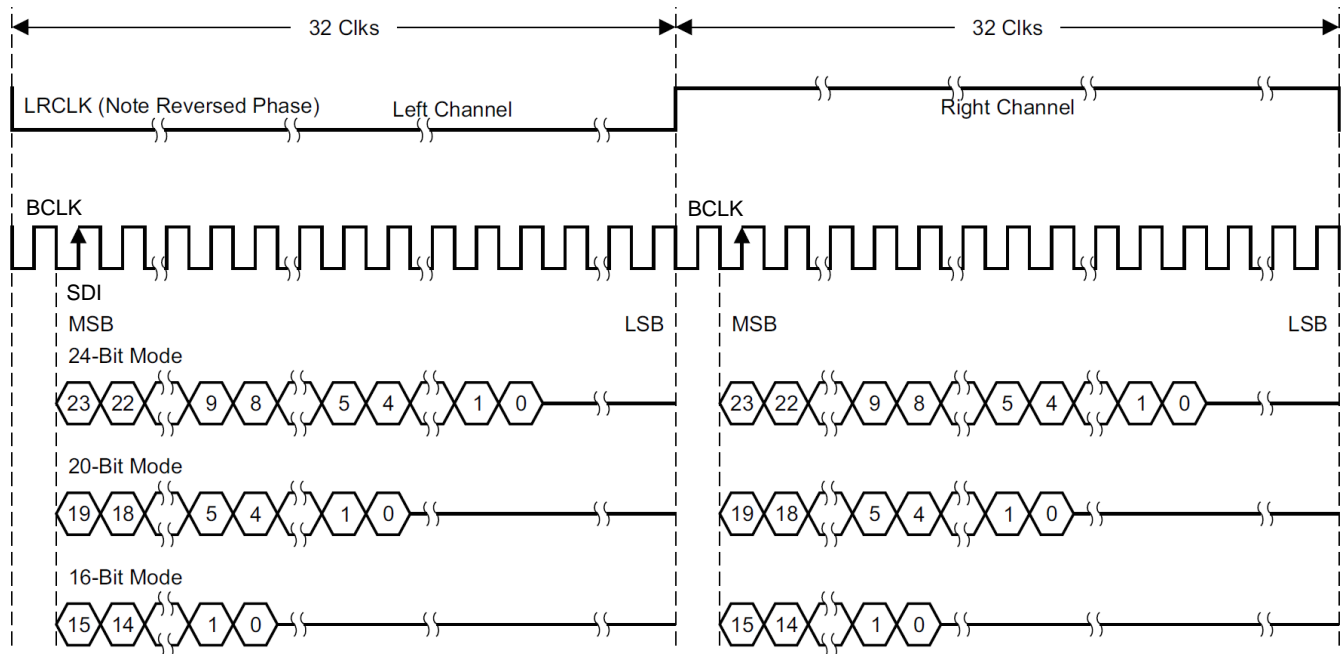 32 Clks 32 Clks
LRCLK (Note Reversed Phase) Left Channel Right Channel
BCLK BCLK
SDI
MSB LSB MSB LSB
24-Bit Mode
23 22 9 8 5 4 1 0 23 22 9 8 5 4 1 0
20-Bit Mode
19 18 5 4 1 0 19 18 5 4 1 0
16-Bit Mode
15 14 1 0 15 14 1 0